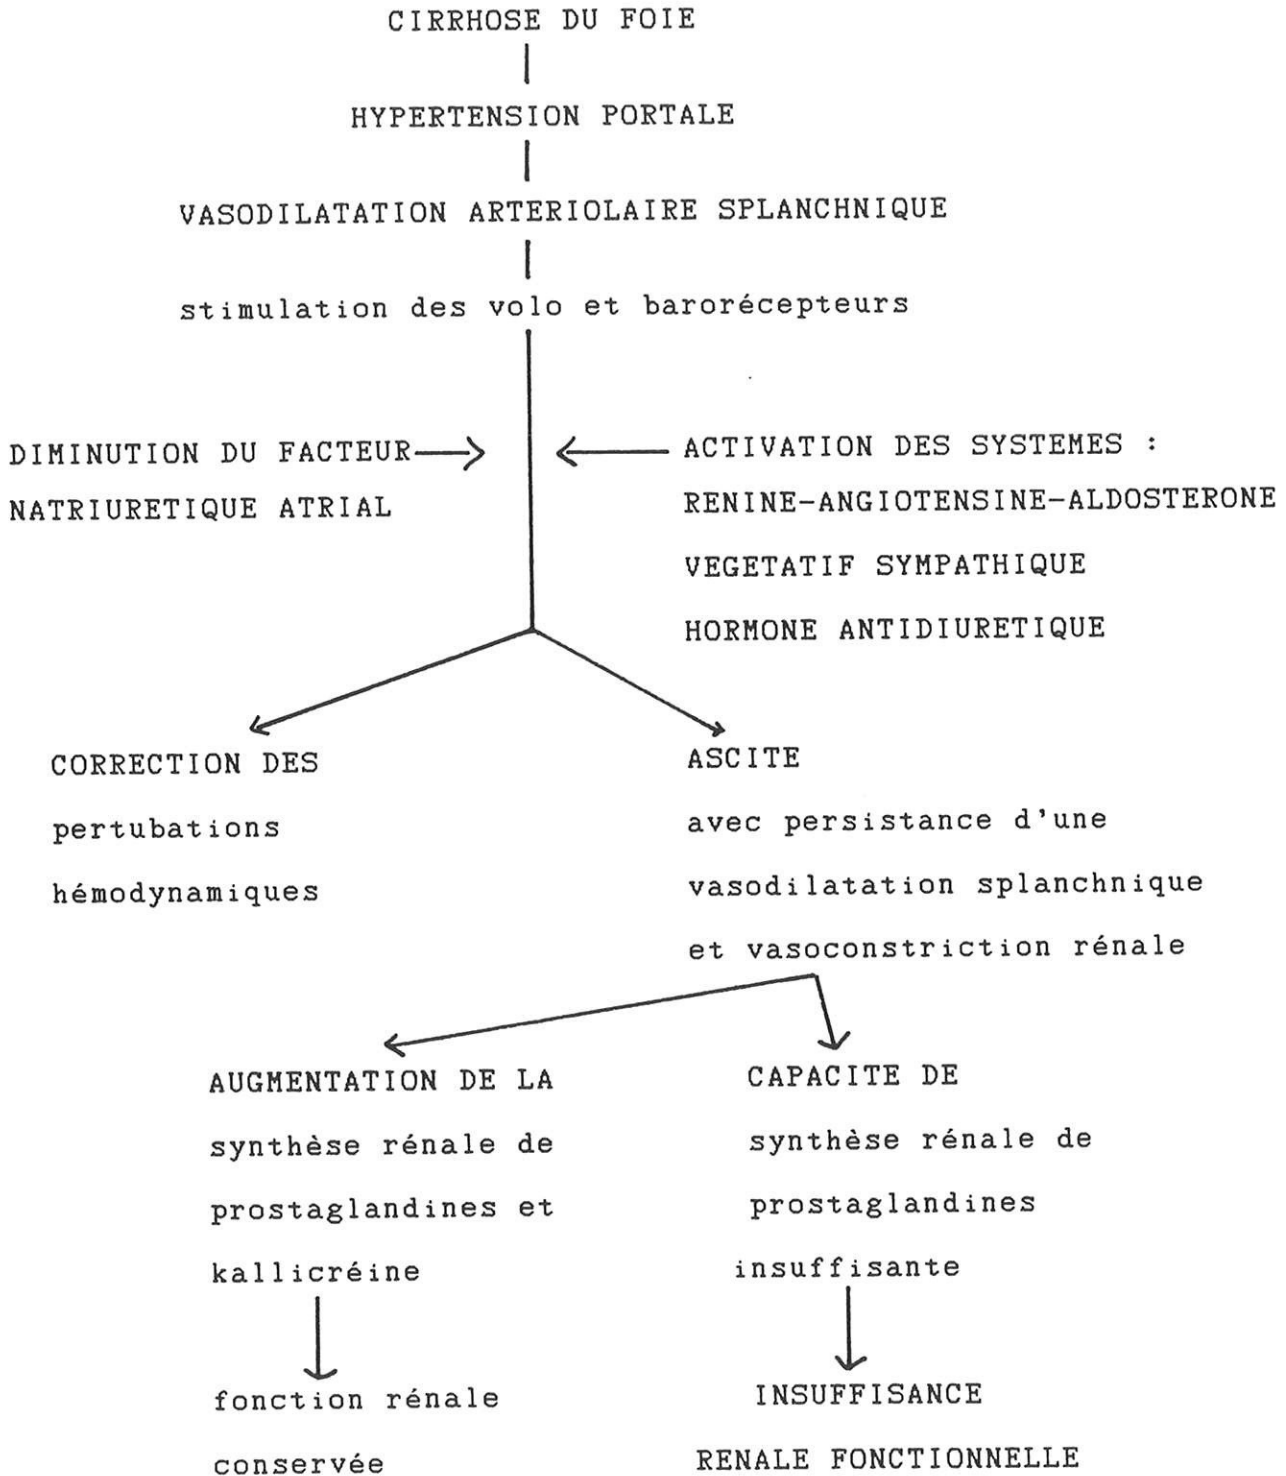 CIRRHOSE DU FOIE
HYPERTENSION PORTALE
VASODILATATION ARTERIOLAIRE SPLANCHNIQUE
stimulation des volo et barorécepteurs
DIMINUTION DU FACTEUR
NATRIURETIQUE ATRIAL
ACTIVATION DES SYSTEMES :
RENINE-ANGIOTENSINE-ALDOSTERONE
VEGETATIF SYMPATHIQUE
HORMONE ANTIDIURETIQUE
CORRECTION DES
pertubations
hémodynamiques
ASCITE
avec persistance d'une
vasodilatation splanchnique
et vasoconstriction rénale
AUGMENTATION DE LA
synthèse rénale de
prostaglandines et
kallicréine
CAPACITE DE
synthèse rénale de
prostaglandines
insuffisante
fonction rénale
conservée
INSUFFISANCE
RENALE FONCTIONNELLE